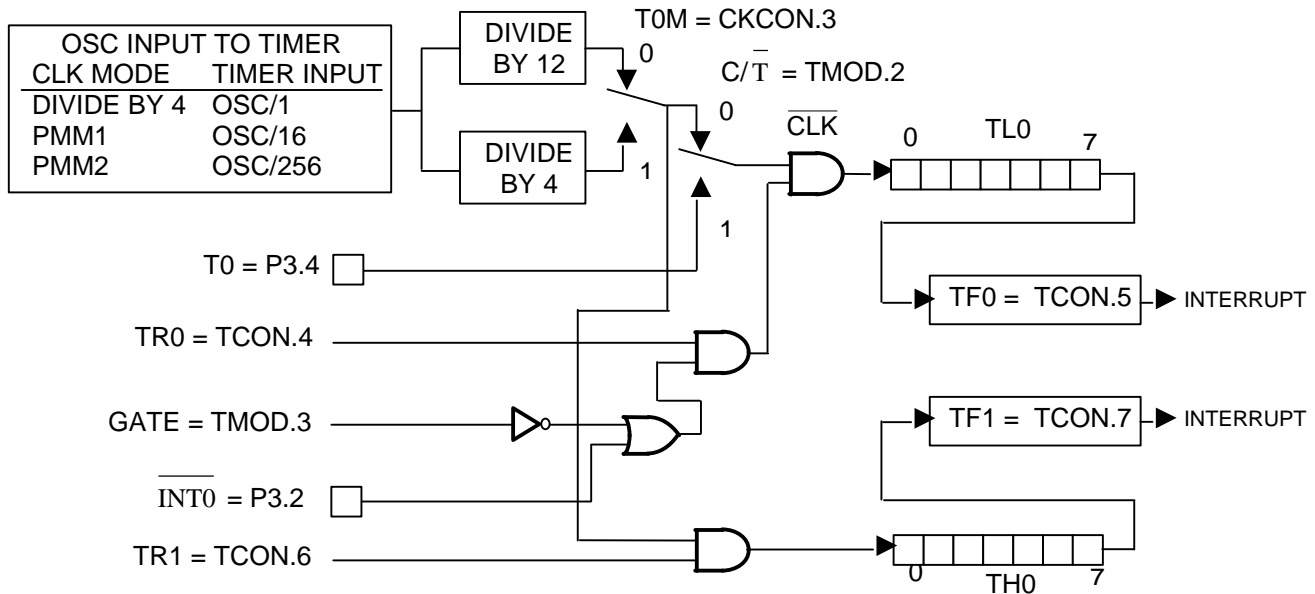 T0M = CKCON.3
OSC INPUT TO TIMER
CLK MODE TIMER INPUT
DIVIDE BY 4 OSC/1
PMM1 OSC/16
PMM2 OSC/256
DIVIDE
BY 12
0
C/T̅ = TMOD.2
0
C̅L̅K̅
DIVIDE
BY 4
1
1
0 TL0 7
T0 = P3.4
TF0 = TCON.5
INTERRUPT
TR0 = TCON.4
GATE = TMOD.3
TF1 = TCON.7
INTERRUPT
I̅N̅T̅0̅ = P3.2
TR1 = TCON.6
0 TH0 7